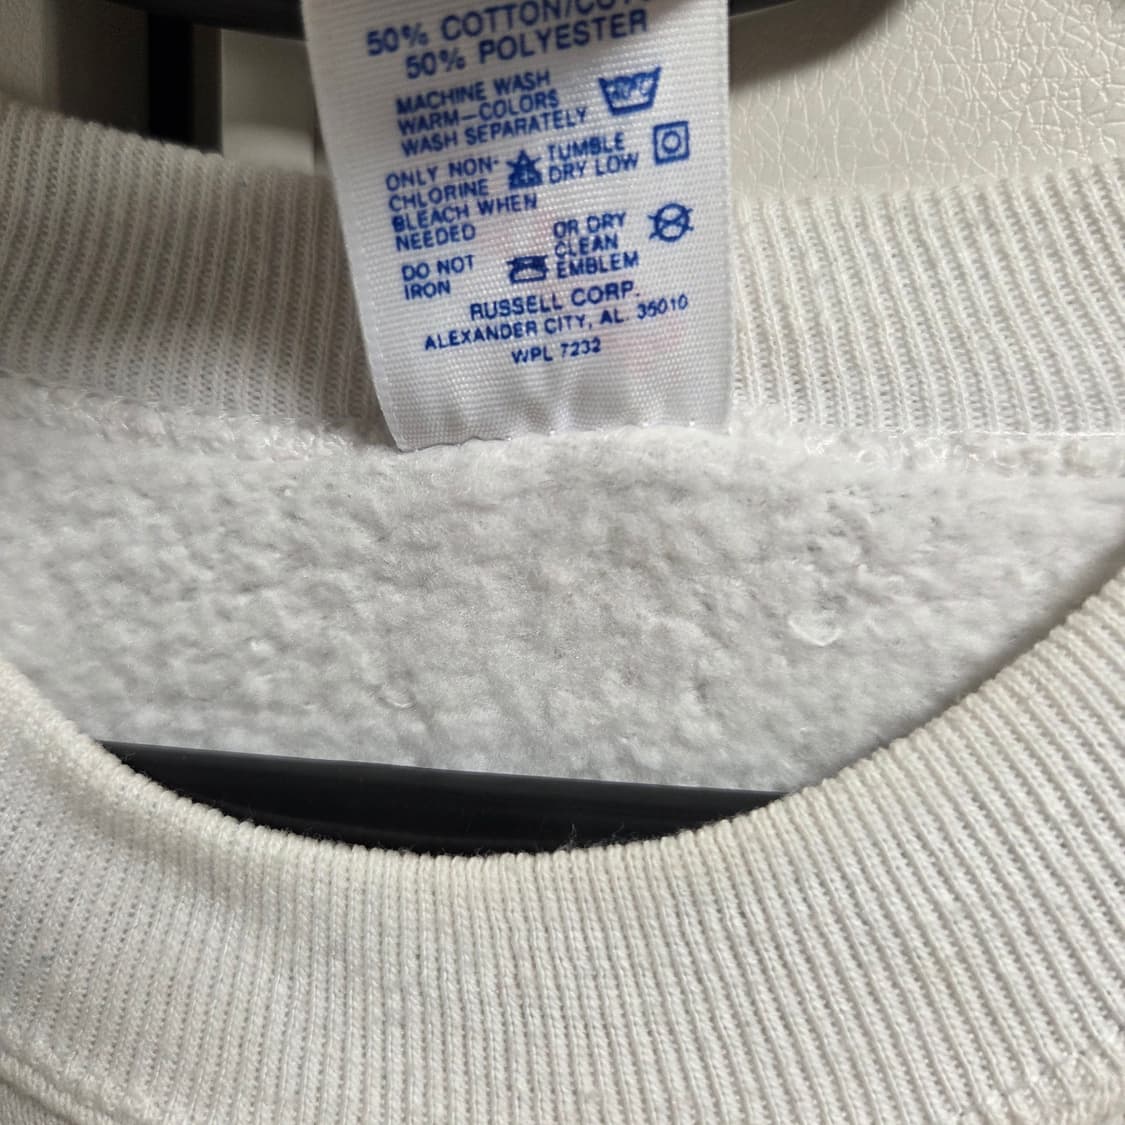 50% COTTON/
50% POLYESTER
MACHINE WASH
WARM—COLORS
WASH SEPARATELY
ONLY NON-
CHLORINE
BLEACH WHEN
NEEDED
TUMBLE
DRY LOW
DO NOT
IRON
OR DRY
CLEAN
EMBLEM
RUSSELL CORP.
ALEXANDER CITY, AL. 35010
WPL 7232